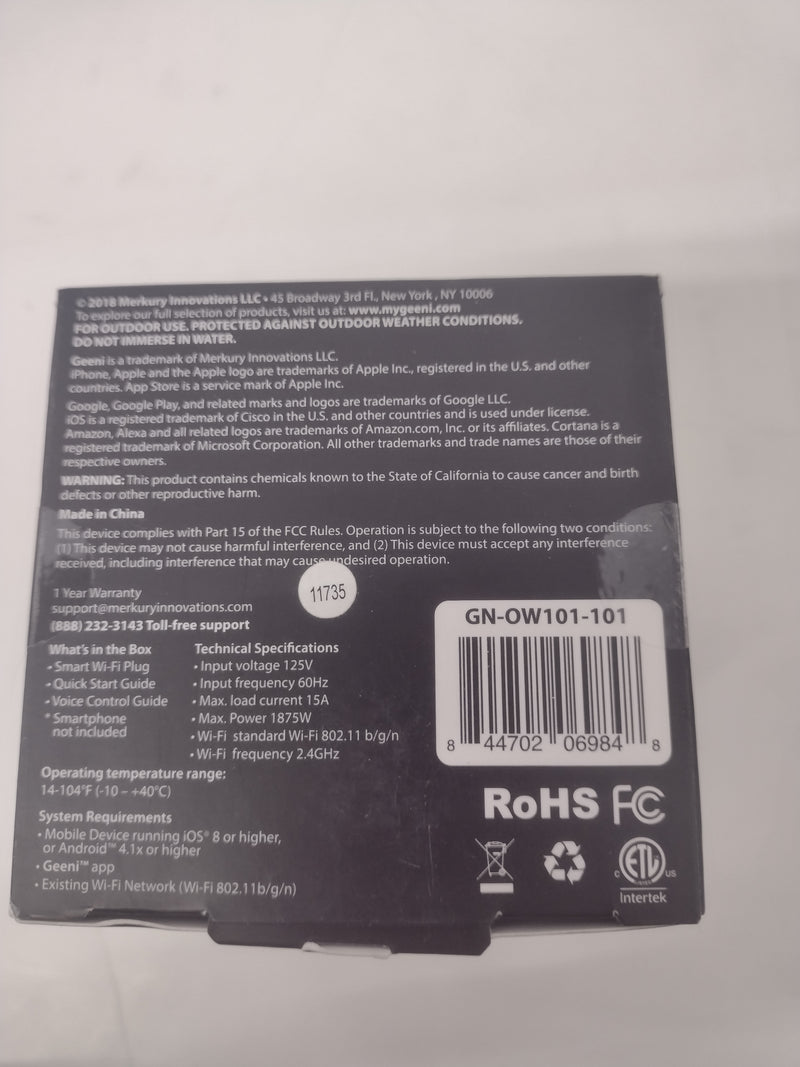 © 2018 Merkury Innovations LLC • 45 Broadway 3rd Fl., New York , NY 10006
To explore our full selection of products, visit us at: www.mygeeni.com
FOR OUTDOOR USE. PROTECTED AGAINST OUTDOOR WEATHER CONDITIONS.
DO NOT IMMERSE IN WATER.
Geeni is a trademark of Merkury Innovations LLC.
iPhone, Apple and the Apple logo are trademarks of Apple Inc., registered in the U.S. and other
countries. App Store is a service mark of Apple Inc.
Google, Google Play, and related marks and logos are trademarks of Google LLC.
iOS is a registered trademark of Cisco in the U.S. and other countries and is used under license.
Amazon, Alexa and all related logos are trademarks of Amazon.com, Inc. or its affiliates. Cortana is a
registered trademark of Microsoft Corporation. All other trademarks and trade names are those of their
respective owners.
WARNING: This product contains chemicals known to the State of California to cause cancer and birth
defects or other reproductive harm.
Made in China
This device complies with Part 15 of the FCC Rules. Operation is subject to the following two conditions:
(1) This device may not cause harmful interference, and (2) This device must accept any interference
received, including interference that may cause undesired operation.
11735
1 Year Warranty
support@merkuryinnovations.com
(888) 232-3143 Toll-free support
What's in the Box
• Smart Wi-Fi Plug
• Quick Start Guide
• Voice Control Guide
* Smartphone
not included
Technical Specifications
• Input voltage 125V
• Input frequency 60Hz
• Max. load current 15A
• Max. Power 1875W
• Wi-Fi standard Wi-Fi 802.11 b/g/n
• Wi-Fi frequency 2.4GHz
Operating temperature range:
14-104°F (-10 – +40°C)
System Requirements
• Mobile Device running iOS® 8 or higher,
or Android™ 4.1x or higher
• Geeni™ app
• Existing Wi-Fi Network (Wi-Fi 802.11b/g/n)
GN-OW101-101
8 44702 06984 8
RoHS FC
c ETL us
Intertek